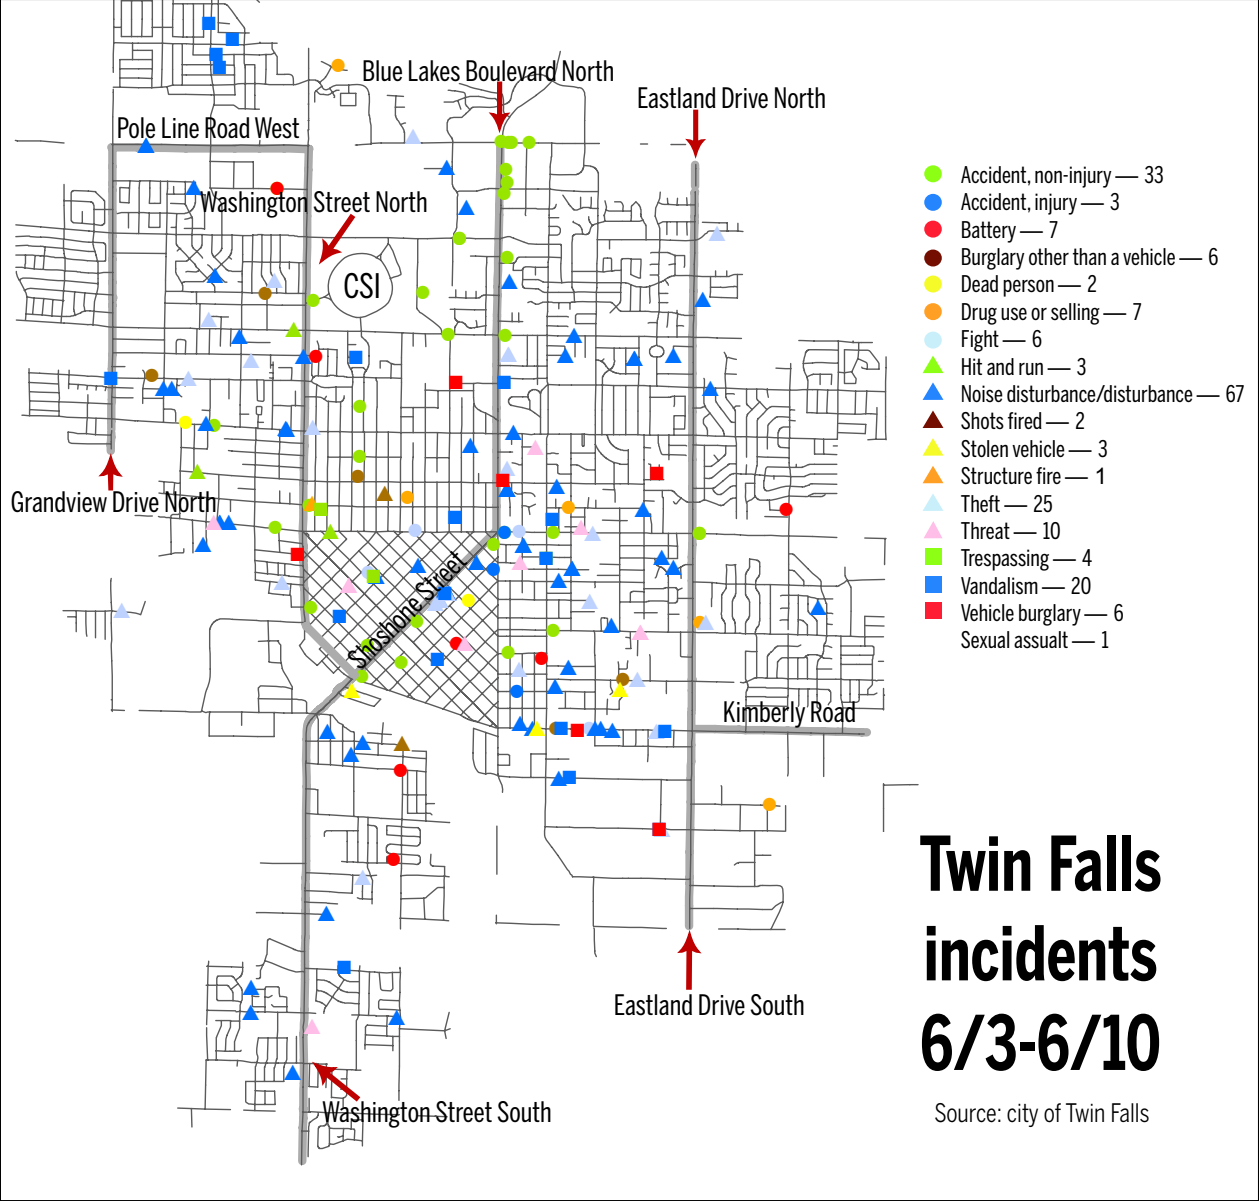 Blue Lakes Boulevard North
Eastland Drive North
Pole Line Road West
Washington Street North
CSI
Grandview Drive North
Shoshone Street
Kimberly Road
Eastland Drive South
Washington Street South
Accident, non-injury — 33
Accident, injury — 3
Battery — 7
Burglary other than a vehicle — 6
Dead person — 2
Drug use or selling — 7
Fight — 6
Hit and run — 3
Noise disturbance/disturbance — 67
Shots fired — 2
Stolen vehicle — 3
Structure fire — 1
Theft — 25
Threat — 10
Trespassing — 4
Vandalism — 20
Vehicle burglary — 6
Sexual assualt — 1
Twin Falls
incidents
6/3-6/10
Source: city of Twin Falls